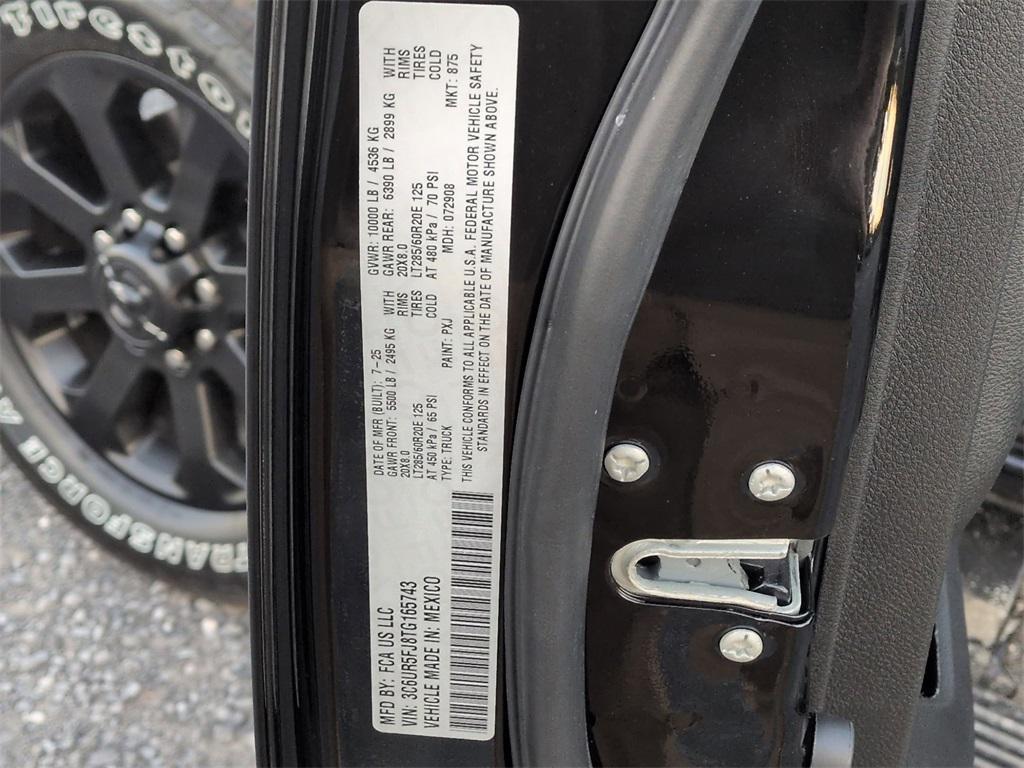 Firestone
TRANSFORCE A
MFD BY: FCA US LLC
VIN: 3C6UR5FJ8TG165743
VEHICLE MADE IN: MEXICO
DATE OF MFR (BUILT): 7-25 GVWR: 10000 LB / 4536 KG
GAWR FRONT: 5500 LB / 2495 KG WITH GAWR REAR: 6390 LB / 2899 KG WITH
20X8.0 RIMS 20X8.0 RIMS
LT285/60R20E 125 TIRES LT285/60R20E 125 TIRES
AT 450 kPa / 65 PSI COLD AT 480 kPa / 70 PSI COLD
TYPE: TRUCK PAINT: PXJ MDH: 072908 MKT: 875
THIS VEHICLE CONFORMS TO ALL APPLICABLE U.S.A. FEDERAL MOTOR VEHICLE SAFETY
STANDARDS IN EFFECT ON THE DATE OF MANUFACTURE SHOWN ABOVE.